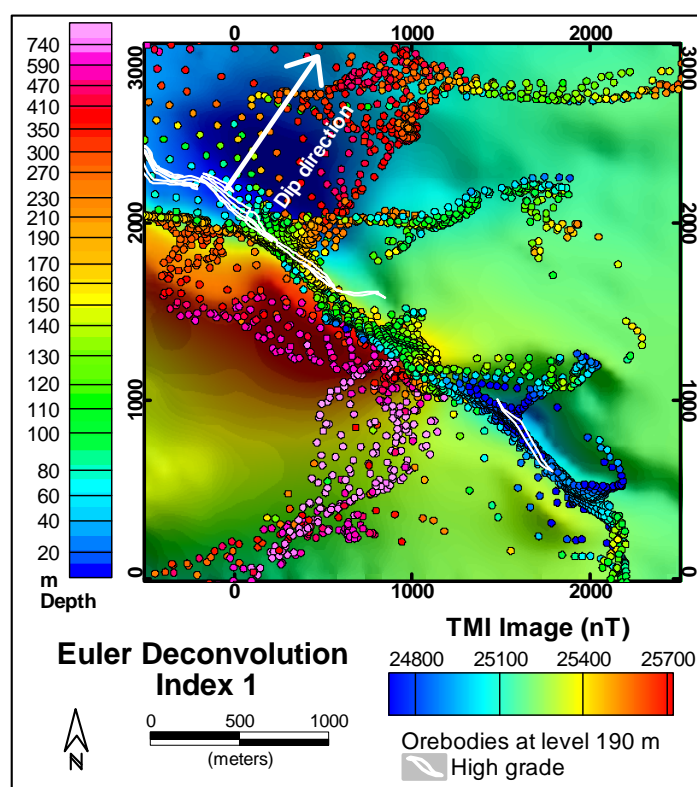 0 1000 2000
740
590
470
410
350
300
270
230
210
190
170
160
150
140
130
120
110
100
80
60
40
20
m
Depth
3000
2000
1000
0
3000
2000
1000
0
Dip direction
0 1000 2000
Euler Deconvolution
Index 1
TMI Image (nT)
24800 25100 25400 25700
N
0 500 1000
(meters)
Orebodies at level 190 m
High grade